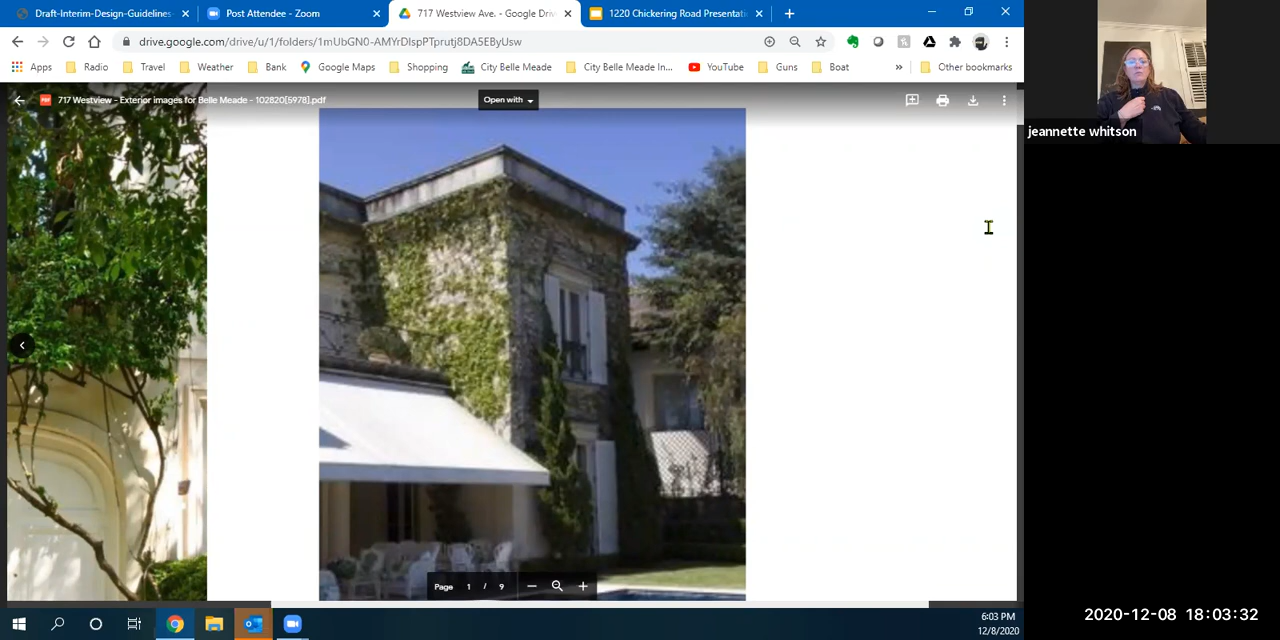 Draft-Interim-Design-Guidelines-
Post Attendee - Zoom
717 Westview Ave. - Google Driv
1220 Chickering Road Presentati
drive.google.com/drive/u/1/folders/1mUbGN0-AMYrDIspPTprutj8DA5EByUsw
Apps Radio Travel Weather Bank Google Maps Shopping City Belle Meade City Belle Meade In... YouTube Guns Boat » Other bookmarks
717 Westview - Exterior images for Belle Meade - 102820[5978].pdf
Open with
jeannette whitson
Page 1 / 9
6:03 PM
12/8/2020
2020-12-08 18:03:32